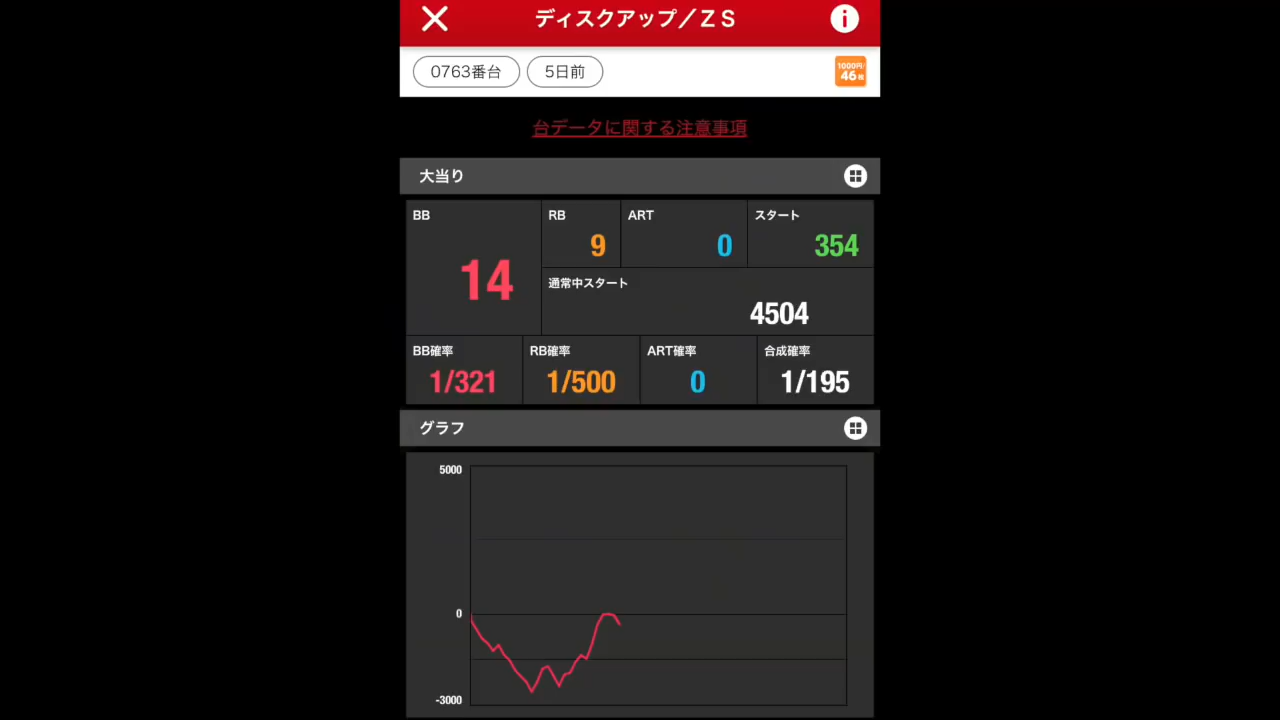 ディスクアップ／ＺＳ
0763番台
5日前
1000円/
46枚
台データに関する注意事項
大当り
BB
RB
ART
スタート
14
9
0
354
通常中スタート
4504
BB確率
RB確率
ART確率
合成確率
1/321
1/500
0
1/195
グラフ
5000
0
-3000